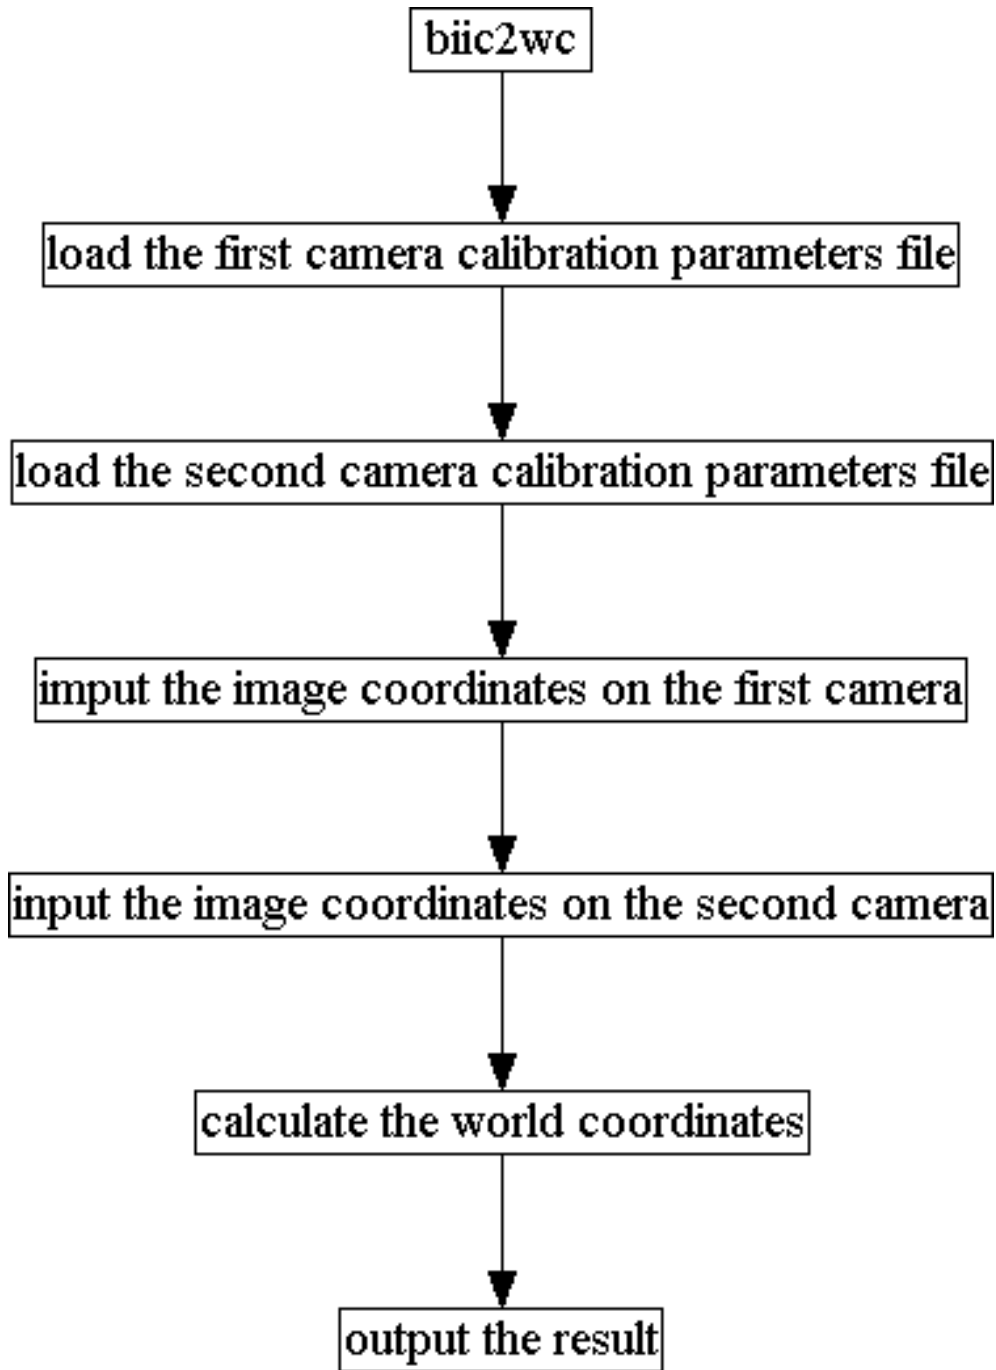 biic2wc
load the first camera calibration parameters file
load the second camera calibration parameters file
imput the image coordinates on the first camera
input the image coordinates on the second camera
calculate the world coordinates
output the result